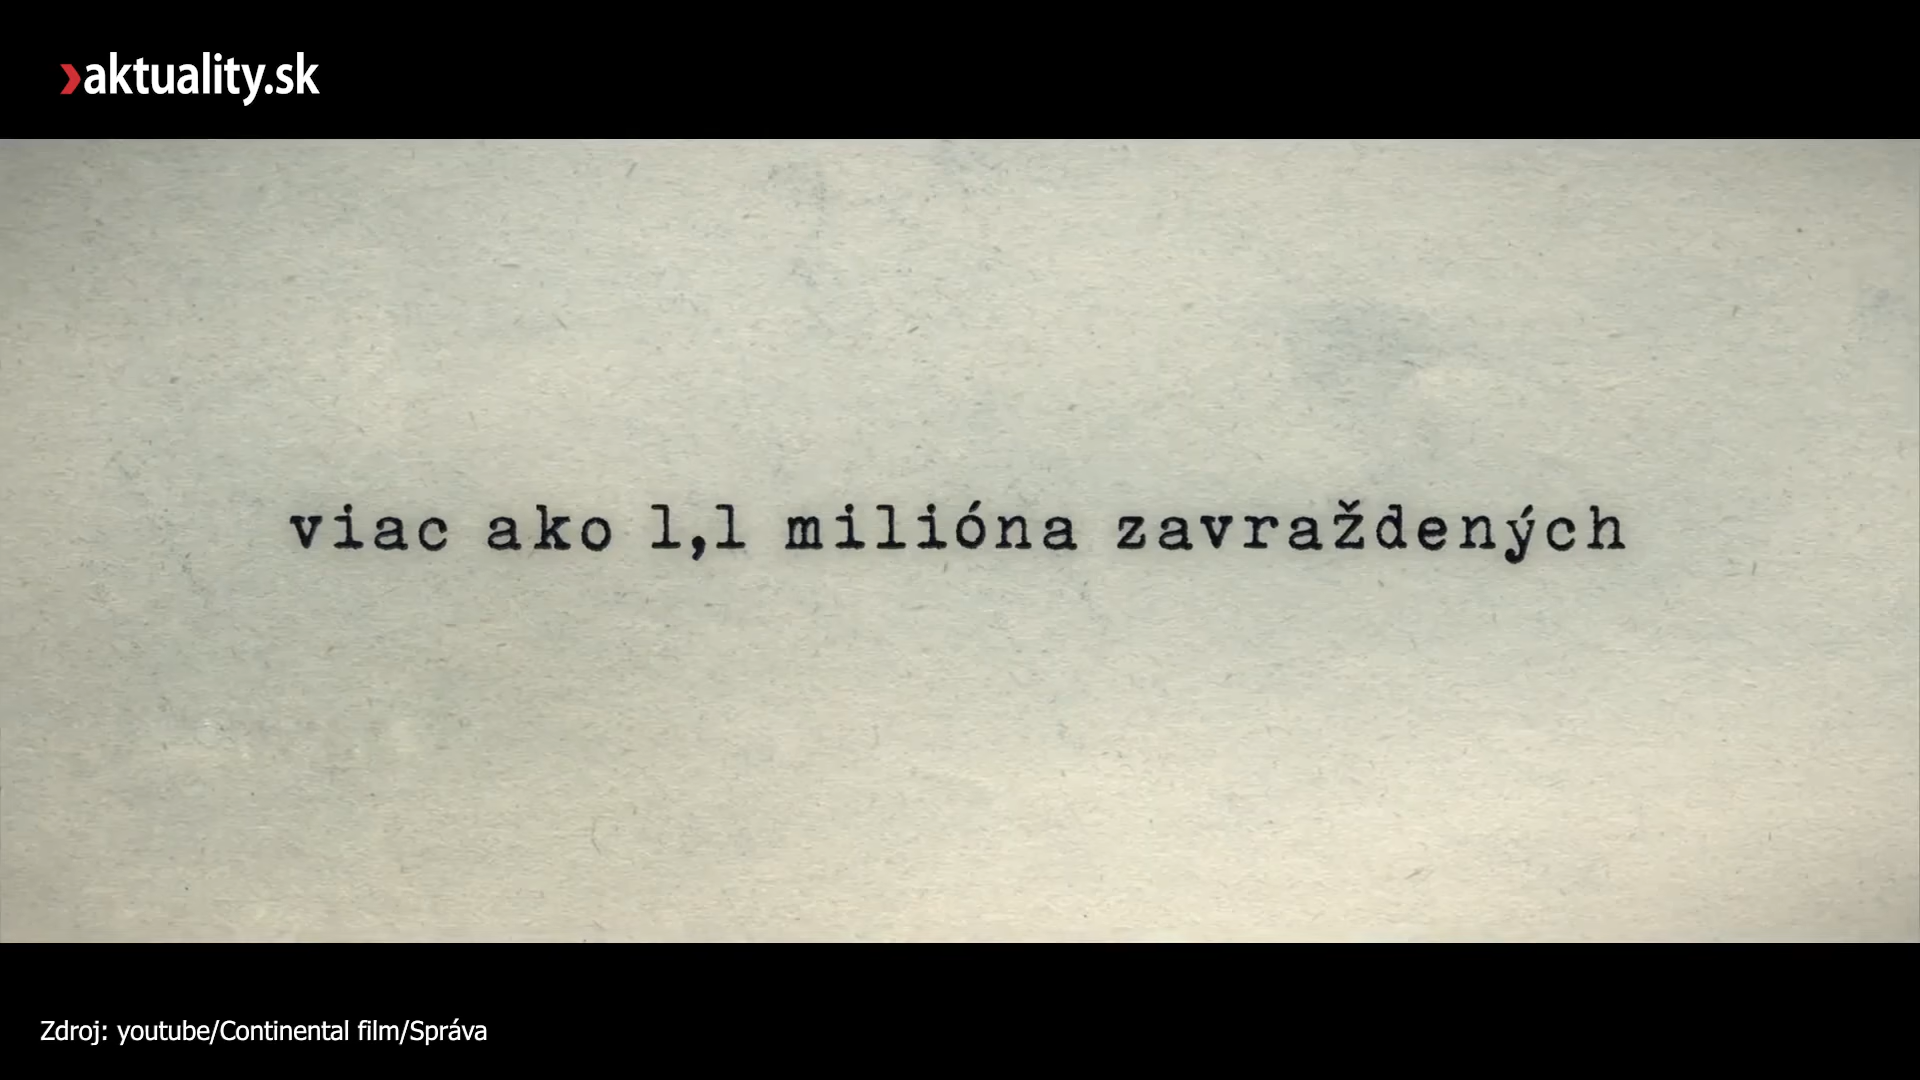 aktuality.sk
viac ako 1,1 milióna zavraždených
Zdroj: youtube/Continental film/Správa